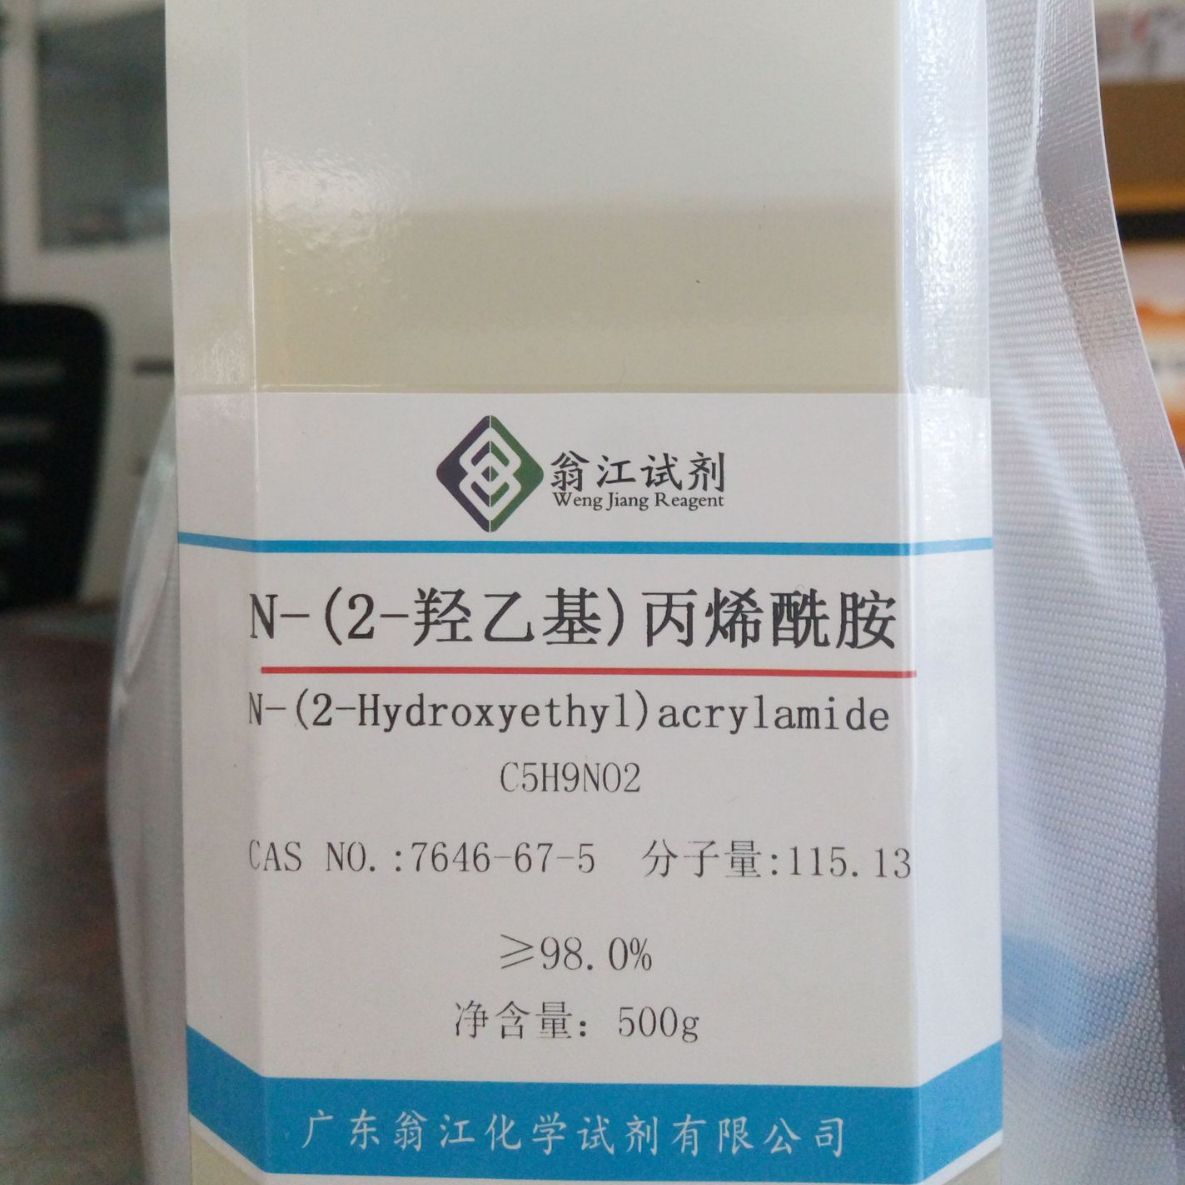 翁江试剂
Weng Jiang Reagent
N-(2-羟乙基)丙烯酰胺
N-(2-Hydroxyethyl)acrylamide
C5H9NO2
CAS NO.:7646-67-5 分子量:115.13
≥98.0%
净含量：500g
广东翁江化学试剂有限公司